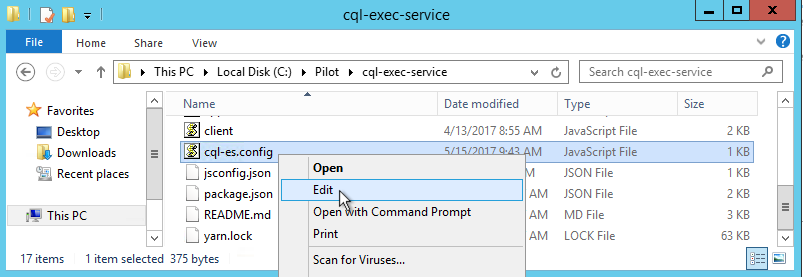 cql-exec-service
File Home Share View
This PC Local Disk (C:) Pilot cql-exec-service Search cql-exec-service
Favorites
Desktop
Downloads
Recent places
This PC
Name Date modified Type Size
client 4/13/2017 8:55 AM JavaScript File 2 KB
cql-es.config 5/15/2017 9:43 AM JavaScript File 1 KB
jsconfig.json AM JSON File 1 KB
package.json AM JSON File 1 KB
README.md AM MD File 3 KB
yarn.lock AM LOCK File 63 KB
Open
Edit
Open with Command Prompt
Print
Scan for Viruses...
17 items 1 item selected 375 bytes